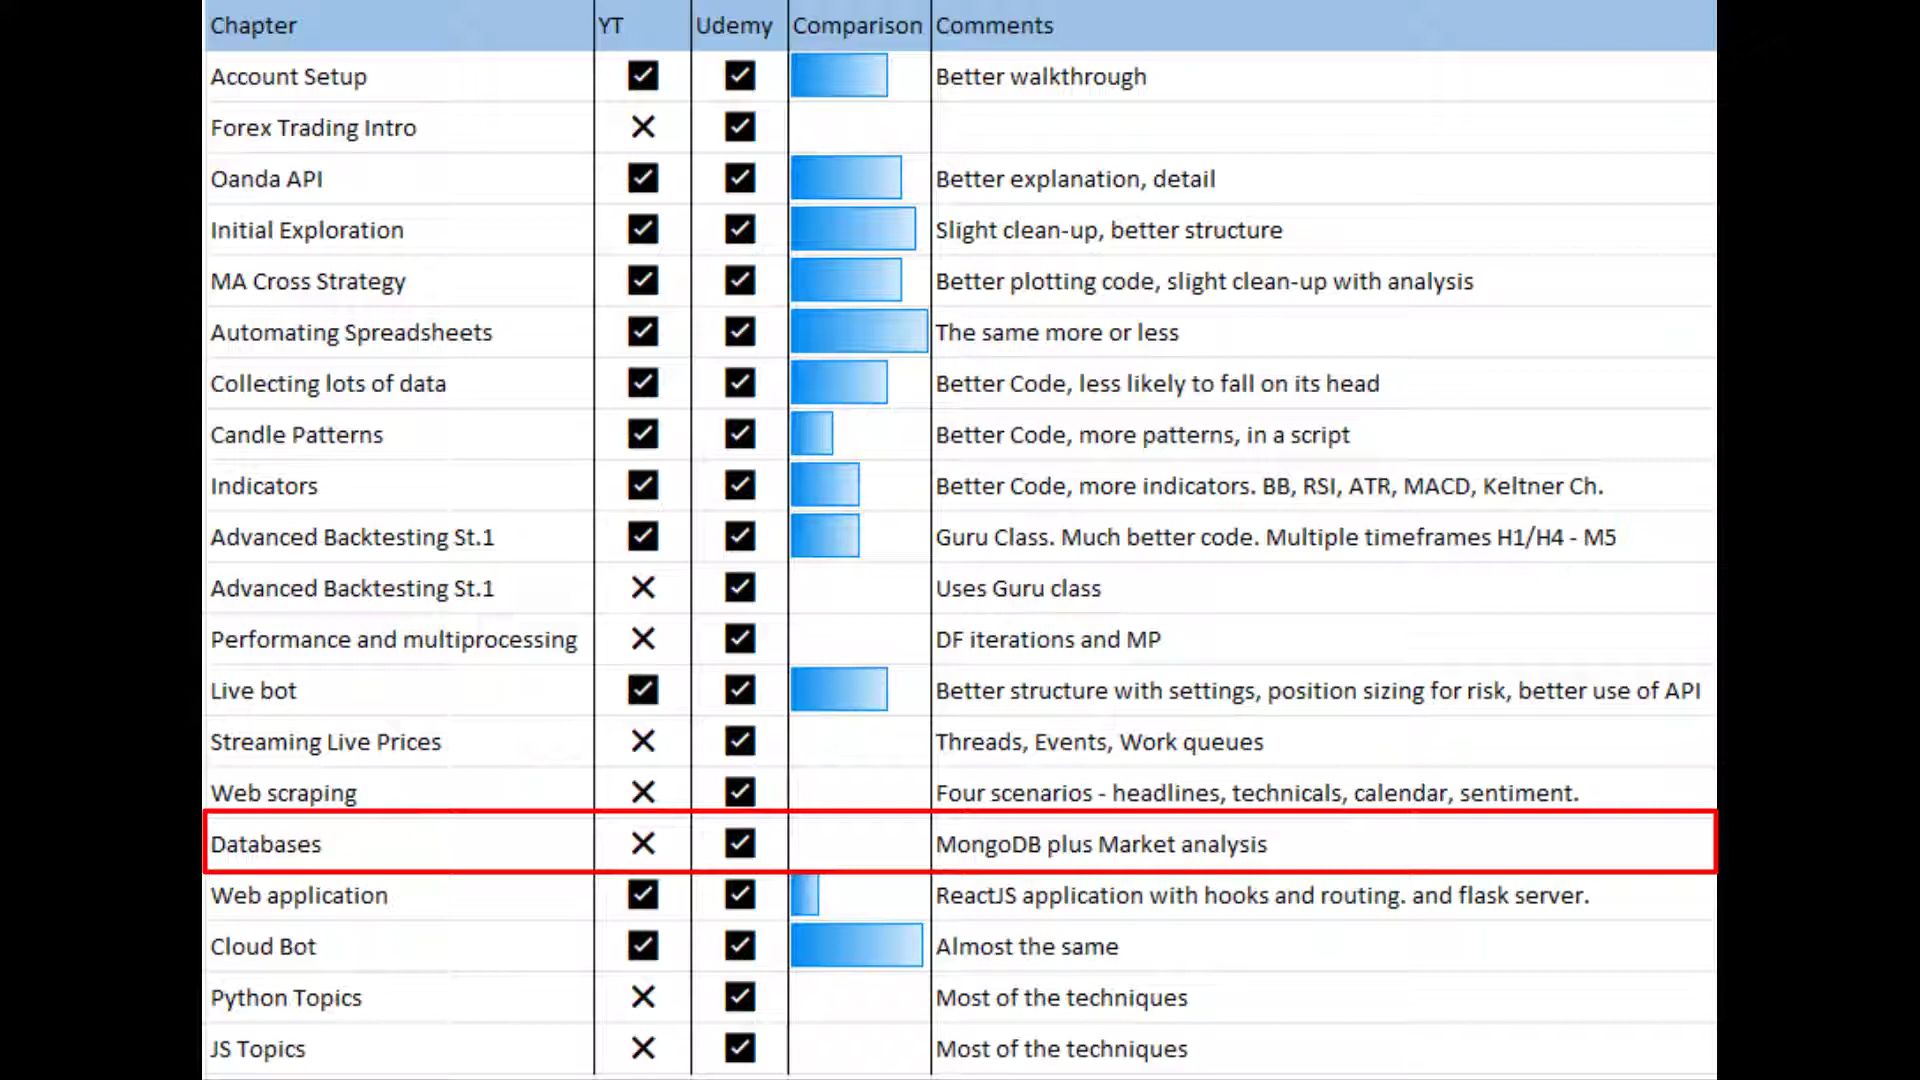 Chapter YT Udemy Comparison Comments
Account Setup Better walkthrough
Forex Trading Intro
Oanda API Better explanation, detail
Initial Exploration Slight clean-up, better structure
MA Cross Strategy Better plotting code, slight clean-up with analysis
Automating Spreadsheets The same more or less
Collecting lots of data Better Code, less likely to fall on its head
Candle Patterns Better Code, more patterns, in a script
Indicators Better Code, more indicators. BB, RSI, ATR, MACD, Keltner Ch.
Advanced Backtesting St.1 Guru Class. Much better code. Multiple timeframes H1/H4 - M5
Advanced Backtesting St.1 Uses Guru class
Performance and multiprocessing DF iterations and MP
Live bot Better structure with settings, position sizing for risk, better use of API
Streaming Live Prices Threads, Events, Work queues
Web scraping Four scenarios - headlines, technicals, calendar, sentiment.
Databases MongoDB plus Market analysis
Web application ReactJS application with hooks and routing. and flask server.
Cloud Bot Almost the same
Python Topics Most of the techniques
JS Topics Most of the techniques